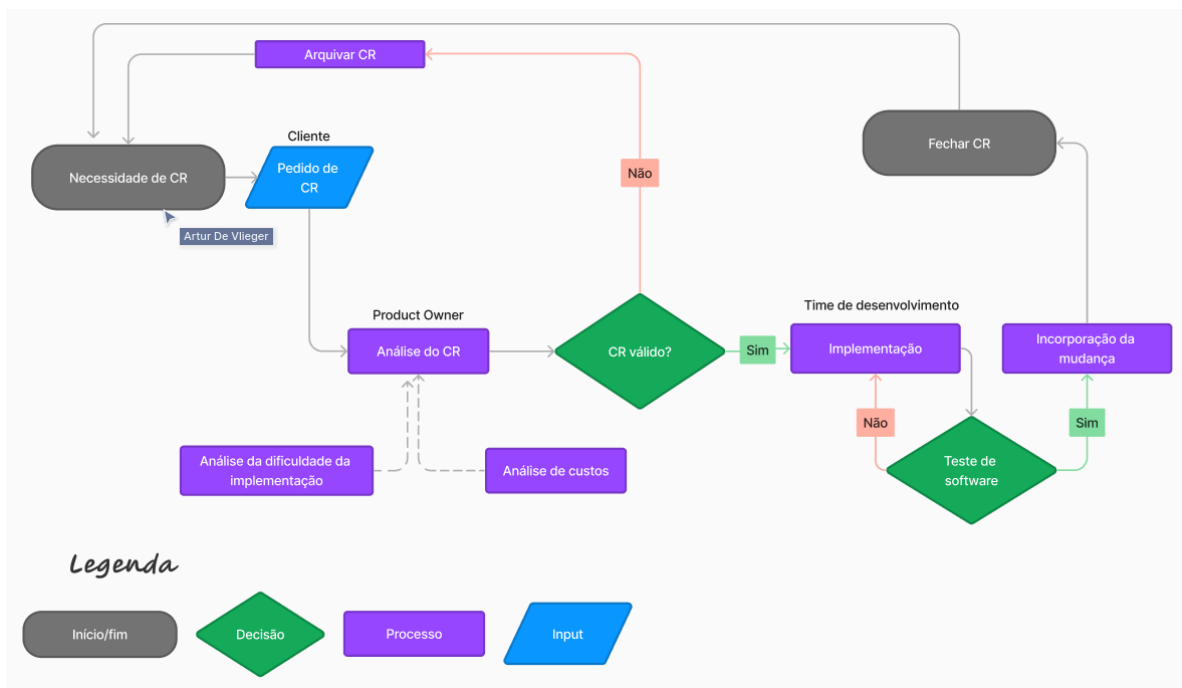 Arquivar CR
Cliente
Fechar CR
Necessidade de CR
Pedido de
CR
Não
Artur De Vlieger
Product Owner
Time de desenvolvimento
Análise do CR
CR válido?
Sim
Implementação
Incorporação da
mudança
Não
Sim
Análise da dificuldade da
implementação
Análise de custos
Teste de
software
Legenda
Início/fim
Decisão
Processo
Input